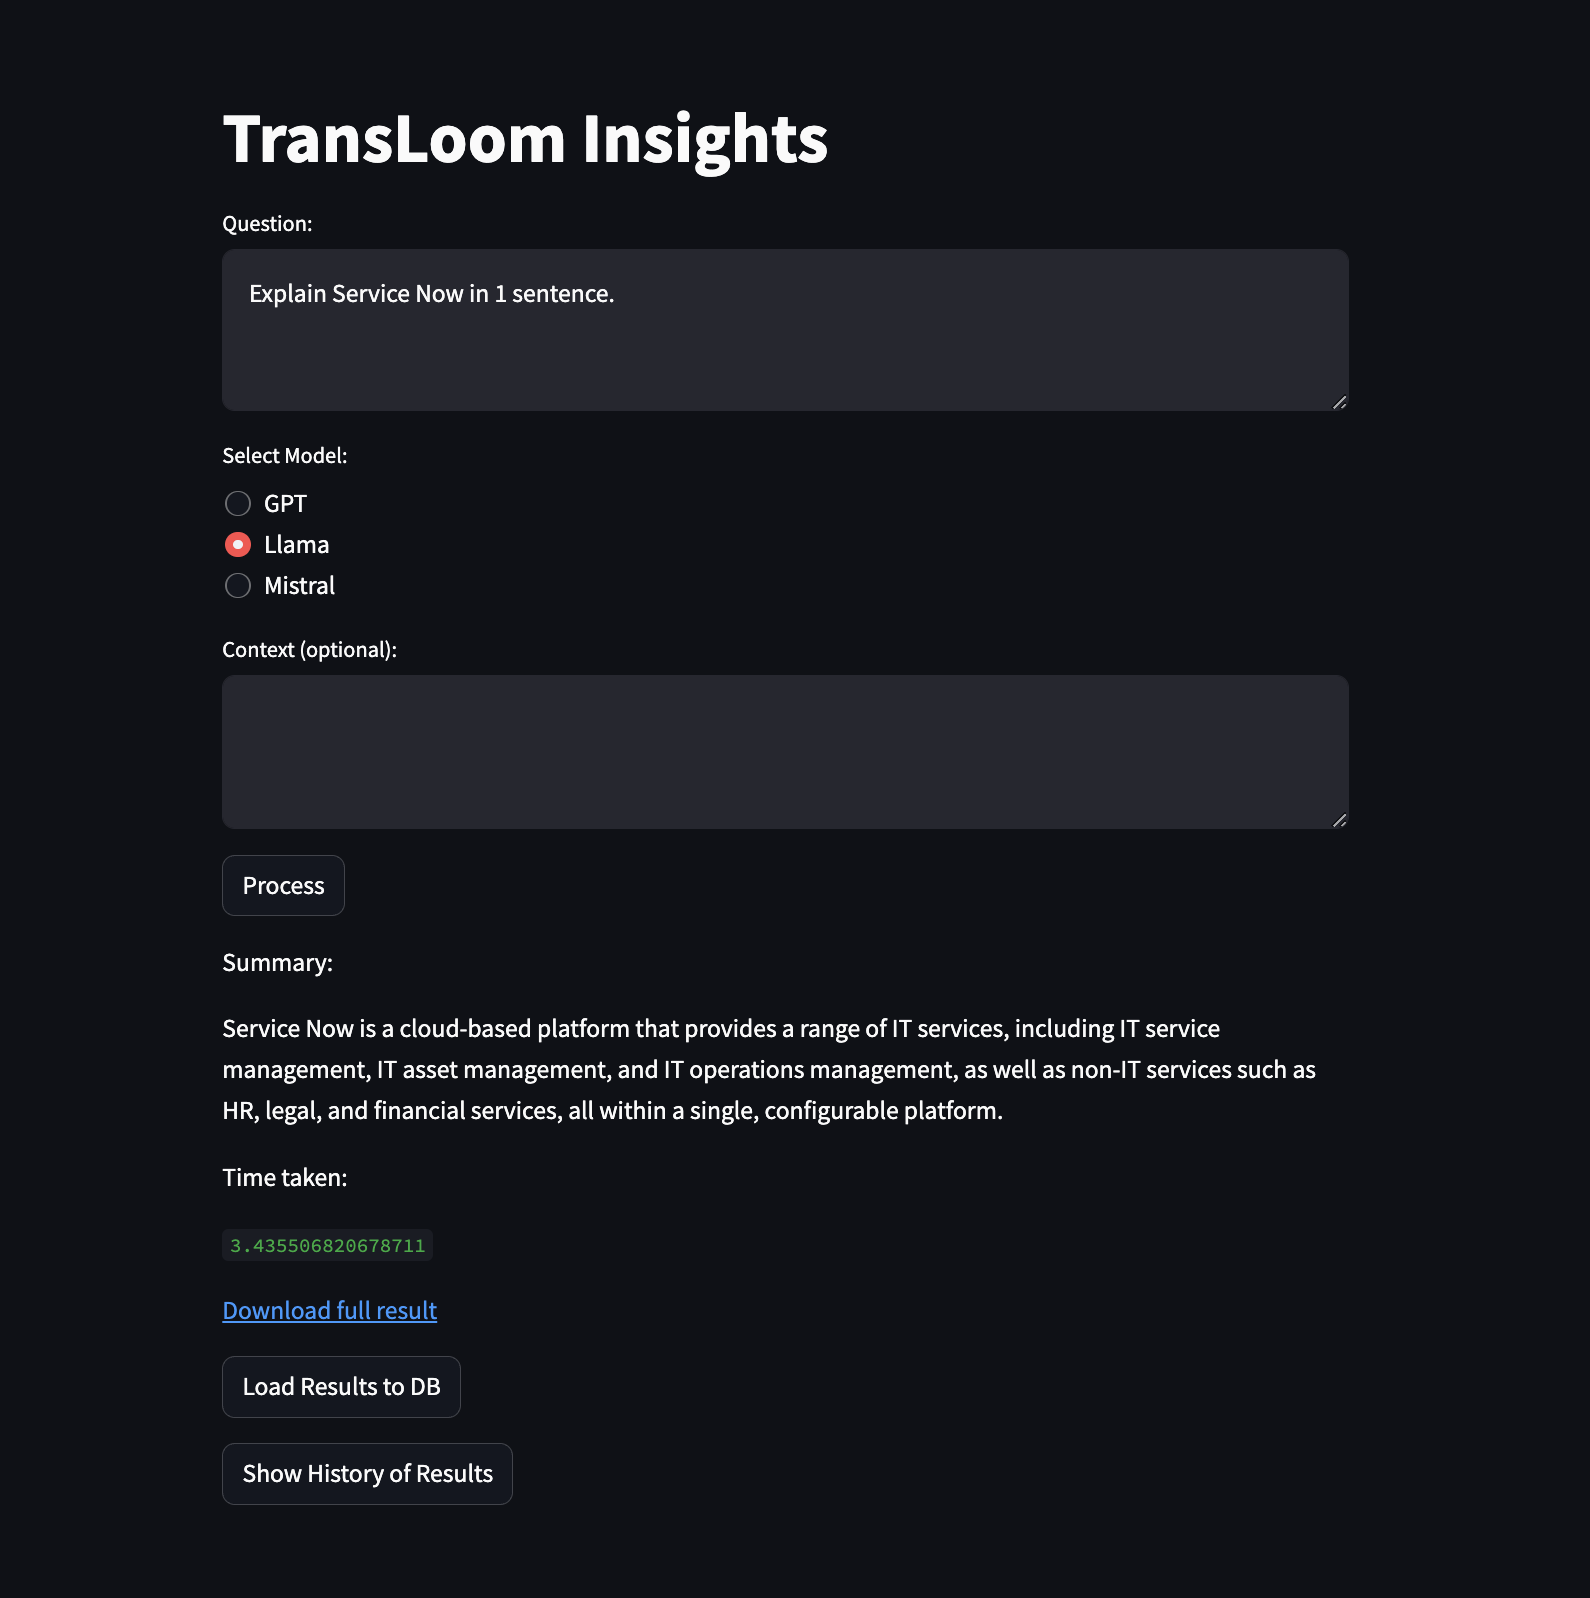 TransLoom Insights
Question:
Explain Service Now in 1 sentence.
Select Model:
GPT
Llama
Mistral
Context (optional):
Process
Summary:
Service Now is a cloud-based platform that provides a range of IT services, including IT service
management, IT asset management, and IT operations management, as well as non-IT services such as
HR, legal, and financial services, all within a single, configurable platform.
Time taken:
3.435506820678711
Download full result
Load Results to DB
Show History of Results